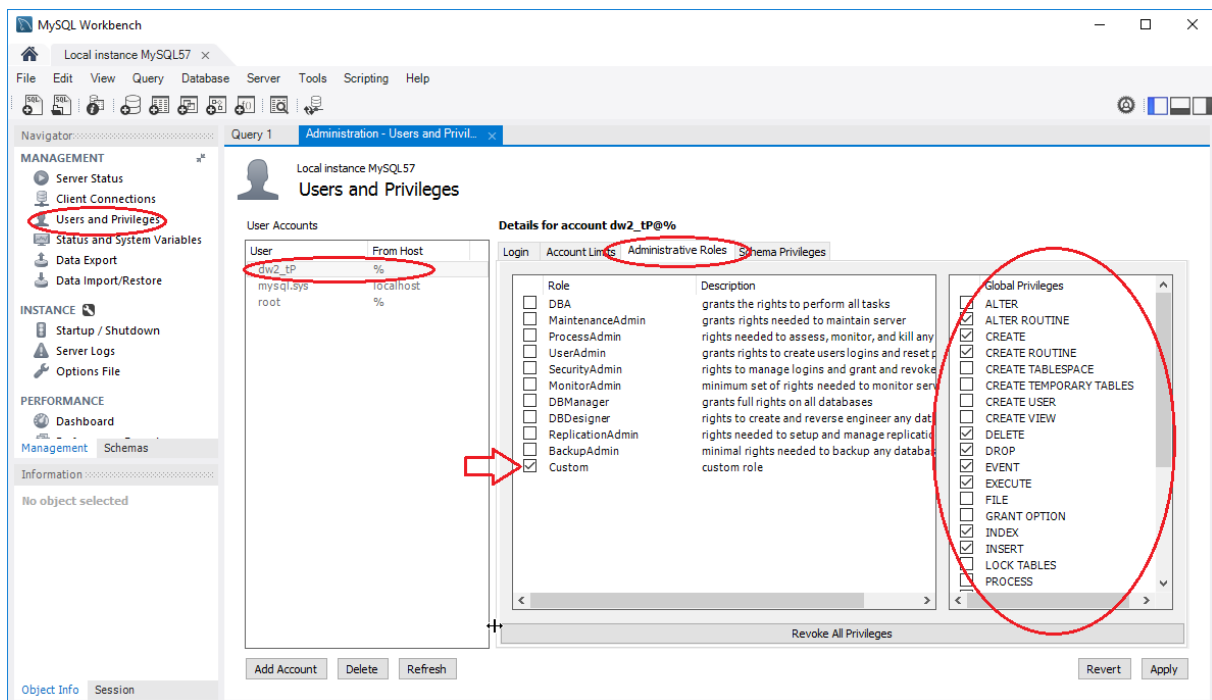 MySQL Workbench
Local instance MySQL57
File Edit View Query Database Server Tools Scripting Help
Navigator
MANAGEMENT
Server Status
Client Connections
Users and Privileges
Status and System Variables
Data Export
Data Import/Restore
INSTANCE
Startup / Shutdown
Server Logs
Options File
PERFORMANCE
Dashboard
Management Schemas
Information
No object selected
Object Info Session
Query 1 Administration - Users and Privil...
Local instance MySQL57
Users and Privileges
User Accounts
User From Host
dw2_tP %
mysql.sys localhost
root %
Add Account Delete Refresh
Details for account dw2_tP@%
Login Account Limits Administrative Roles Schema Privileges
Role Description
DBA grants the rights to perform all tasks
MaintenanceAdmin grants rights needed to maintain server
ProcessAdmin rights needed to assess, monitor, and kill any
UserAdmin grants rights to create users logins and reset p
SecurityAdmin rights to manage logins and grant and revoke
MonitorAdmin minimum set of rights needed to monitor serv
DBManager grants full rights on all databases
DBDesigner rights to create and reverse engineer any dat
ReplicationAdmin rights needed to setup and manage replicatio
BackupAdmin minimal rights needed to backup any databas
Custom custom role
Global Privileges
ALTER
ALTER ROUTINE
CREATE
CREATE ROUTINE
CREATE TABLESPACE
CREATE TEMPORARY TABLES
CREATE USER
CREATE VIEW
DELETE
DROP
EVENT
EXECUTE
FILE
GRANT OPTION
INDEX
INSERT
LOCK TABLES
PROCESS
Revoke All Privileges
Revert Apply